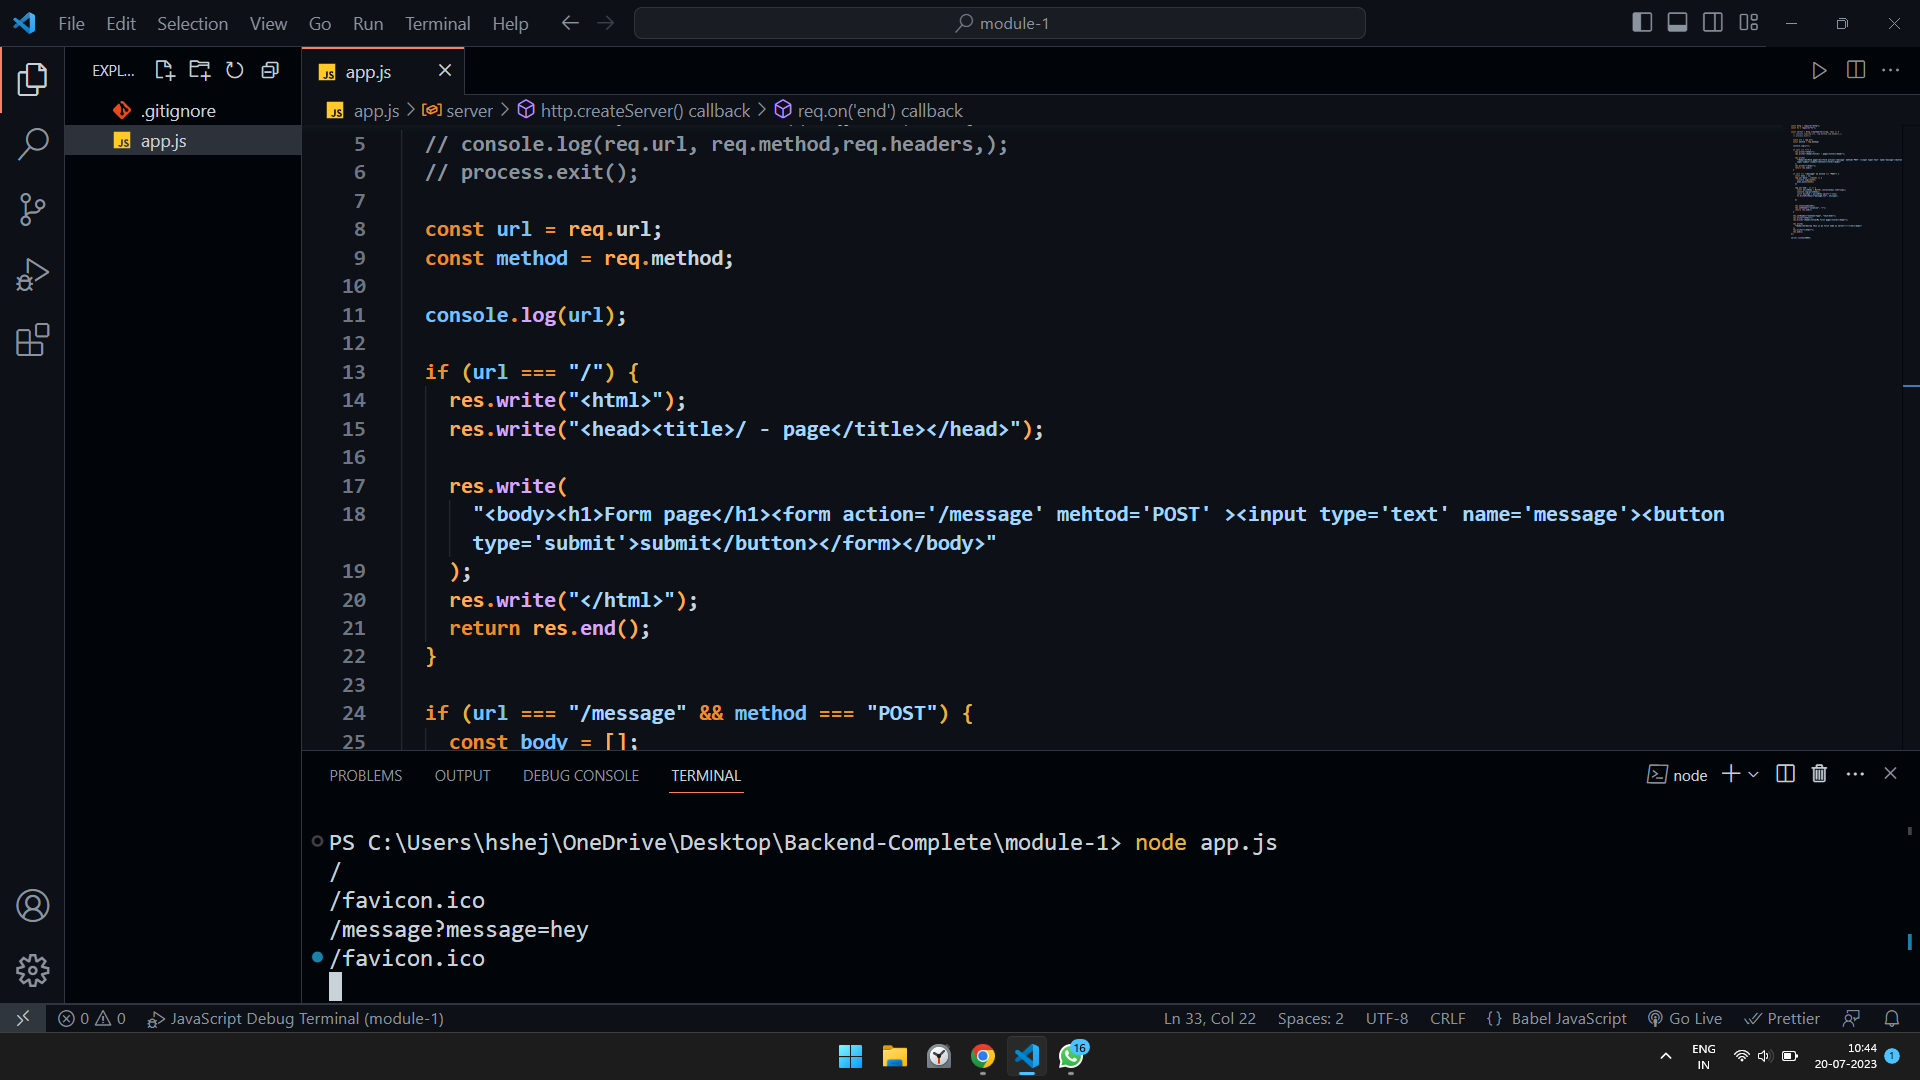 File Edit Selection View Go Run Terminal Help
module-1
EXPL...
app.js
app.js > server > http.createServer() callback > req.on('end') callback
.gitignore
app.js
5 // console.log(req.url, req.method,req.headers,);
6 // process.exit();
7
8 const url = req.url;
9 const method = req.method;
10
11 console.log(url);
12
13 if (url === "/") {
14 res.write("<html>");
15 res.write("<head><title>/ - page</title></head>");
16
17 res.write(
18 "<body><h1>Form page</h1><form action='/message' mehtod='POST' ><input type='text' name='message'><button
type='submit'>submit</button></form></body>"
19 );
20 res.write("</html>");
21 return res.end();
22 }
23
24 if (url === "/message" && method === "POST") {
25 const body = [];
PROBLEMS OUTPUT DEBUG CONSOLE TERMINAL
node
PS C:\Users\hshej\OneDrive\Desktop\Backend-Complete\module-1> node app.js
/
/favicon.ico
/message?message=hey
/favicon.ico
0 0 JavaScript Debug Terminal (module-1)
Ln 33, Col 22 Spaces: 2 UTF-8 CRLF {} Babel JavaScript Go Live Prettier
16
ENG
IN
10:44
20-07-2023
1